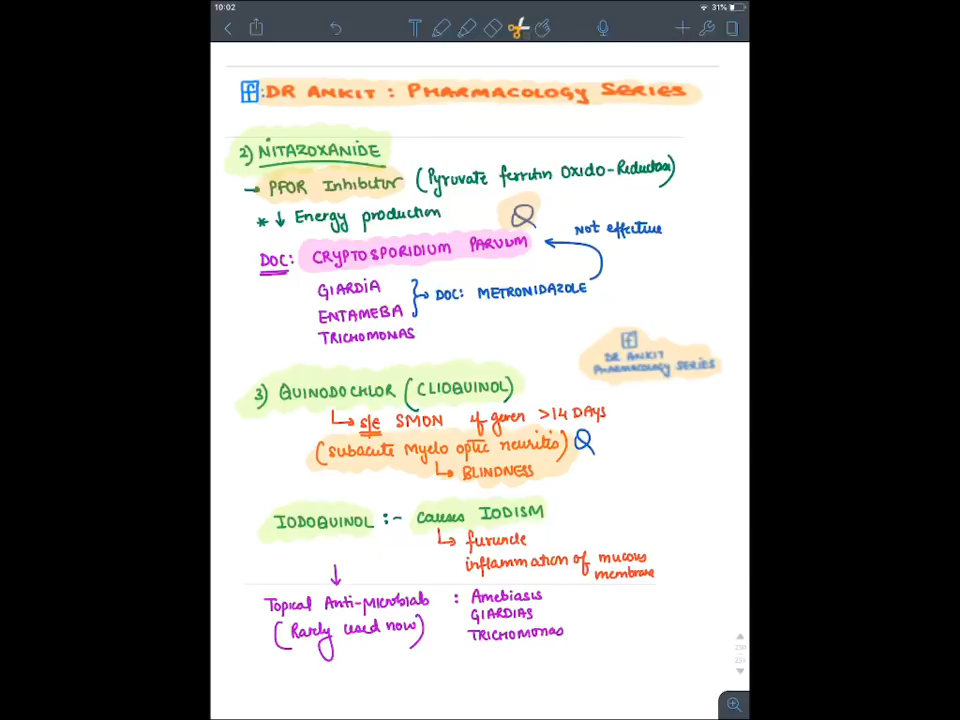 10:02
31%
f:DR ANKIT : PHARMACOLOGY SERIES
2) NITAZOXANIDE
→ PFOR Inhibitor (Pyruvate ferrutin Oxido-Reductase)
* ↓ Energy production
Q
Not effective
DOC: CRYPTOSPORIDIUM PARVUM
GIARDIA
ENTAMEBA
→ DOC: METRONIDAZOLE
TRICHOMONAS
f
DR ANKIT
PHARMACOLOGY SERIES
3) QUINODOCHLOR (CLIOQUINOL)
↳ s/e SMON if given >14 DAYS
(subacute Myelo optic neuritis) Q
↳ BLINDNESS
IODOQUINOL :- causes IODISM
↳ furuncle
inflammation of mucous
membrane
↓
Topical Anti-Microbials : Amebiasis
(Rarely used now) GIARDIAS
TRICHOMONAS